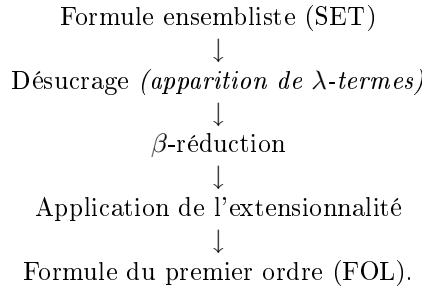 Formule ensembliste (SET)
↓
Désucrage (apparition de λ-termes)
↓
β-réduction
↓
Application de l'extensionnalité
↓
Formule du premier ordre (FOL).